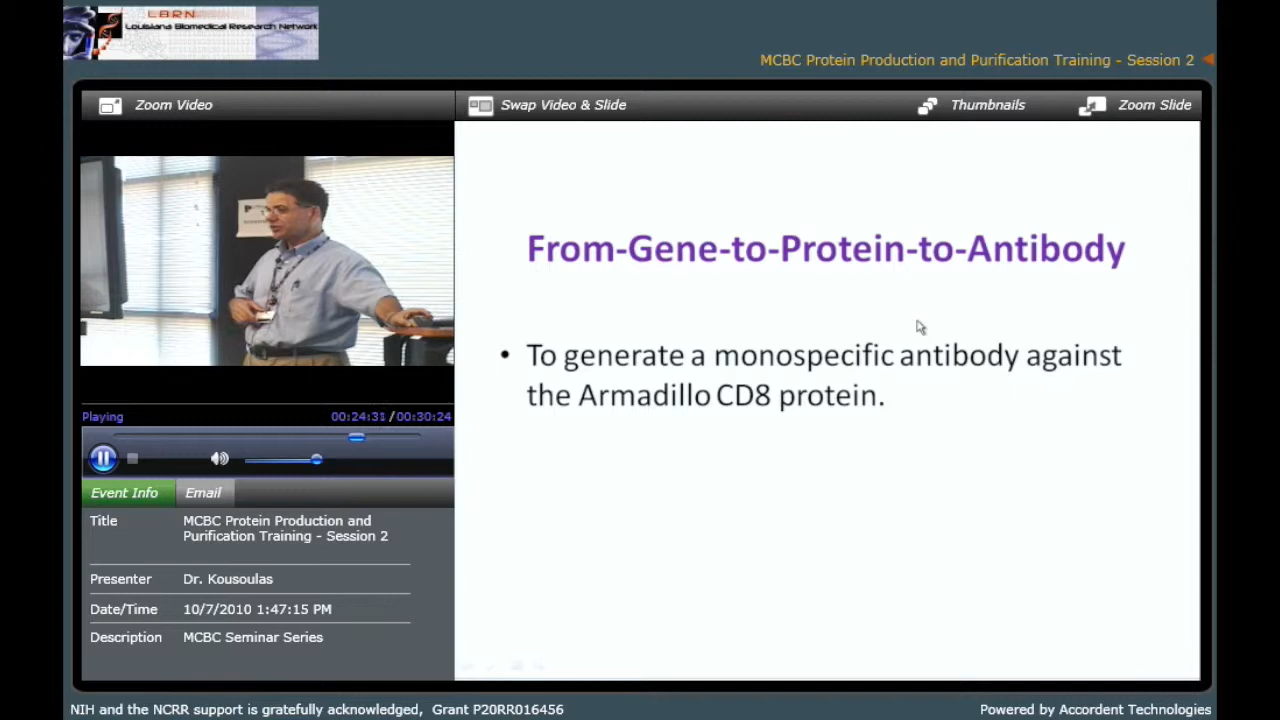 LBRN
Louisiana Biomedical Research Network
MCBC Protein Production and Purification Training - Session 2
Zoom Video
Swap Video & Slide
Thumbnails
Zoom Slide
From-Gene-to-Protein-to-Antibody
• To generate a monospecific antibody against
the Armadillo CD8 protein.
Playing
00:24:31 /00:30:24
Event Info
Email
Title
MCBC Protein Production and
Purification Training - Session 2
Presenter
Dr. Kousoulas
Date/Time
10/7/2010 1:47:15 PM
Description
MCBC Seminar Series
NIH and the NCRR support is gratefully acknowledged, Grant P20RR016456
Powered by Accordent Technologies